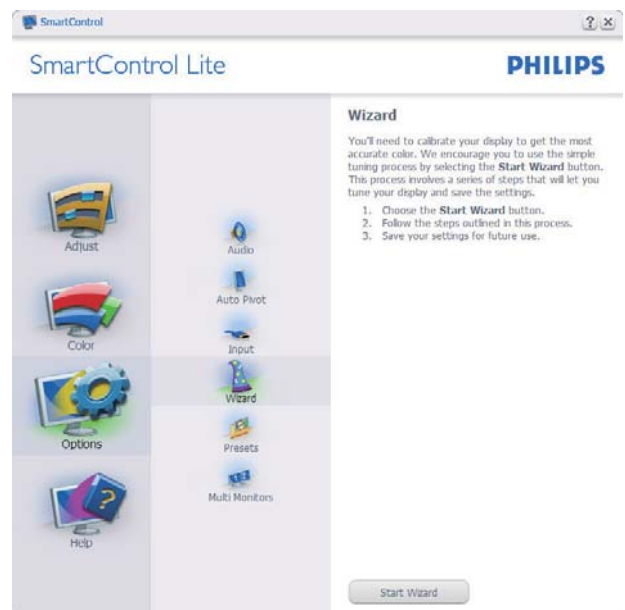 SmartControl
? ×
SmartControl Lite
PHILIPS
Adjust
Color
Options
Help
Audio
Auto Pivot
Input
Wizard
Presets
Multi Monitors
Wizard
You'll need to calibrate your display to get the most
accurate color. We encourage you to use the simple
tuning process by selecting the Start Wizard button.
This process involves a series of steps that will let you
tune your display and save the settings.
1. Choose the Start Wizard button.
2. Follow the steps outlined in this process.
3. Save your settings for future use.
Start Wizard